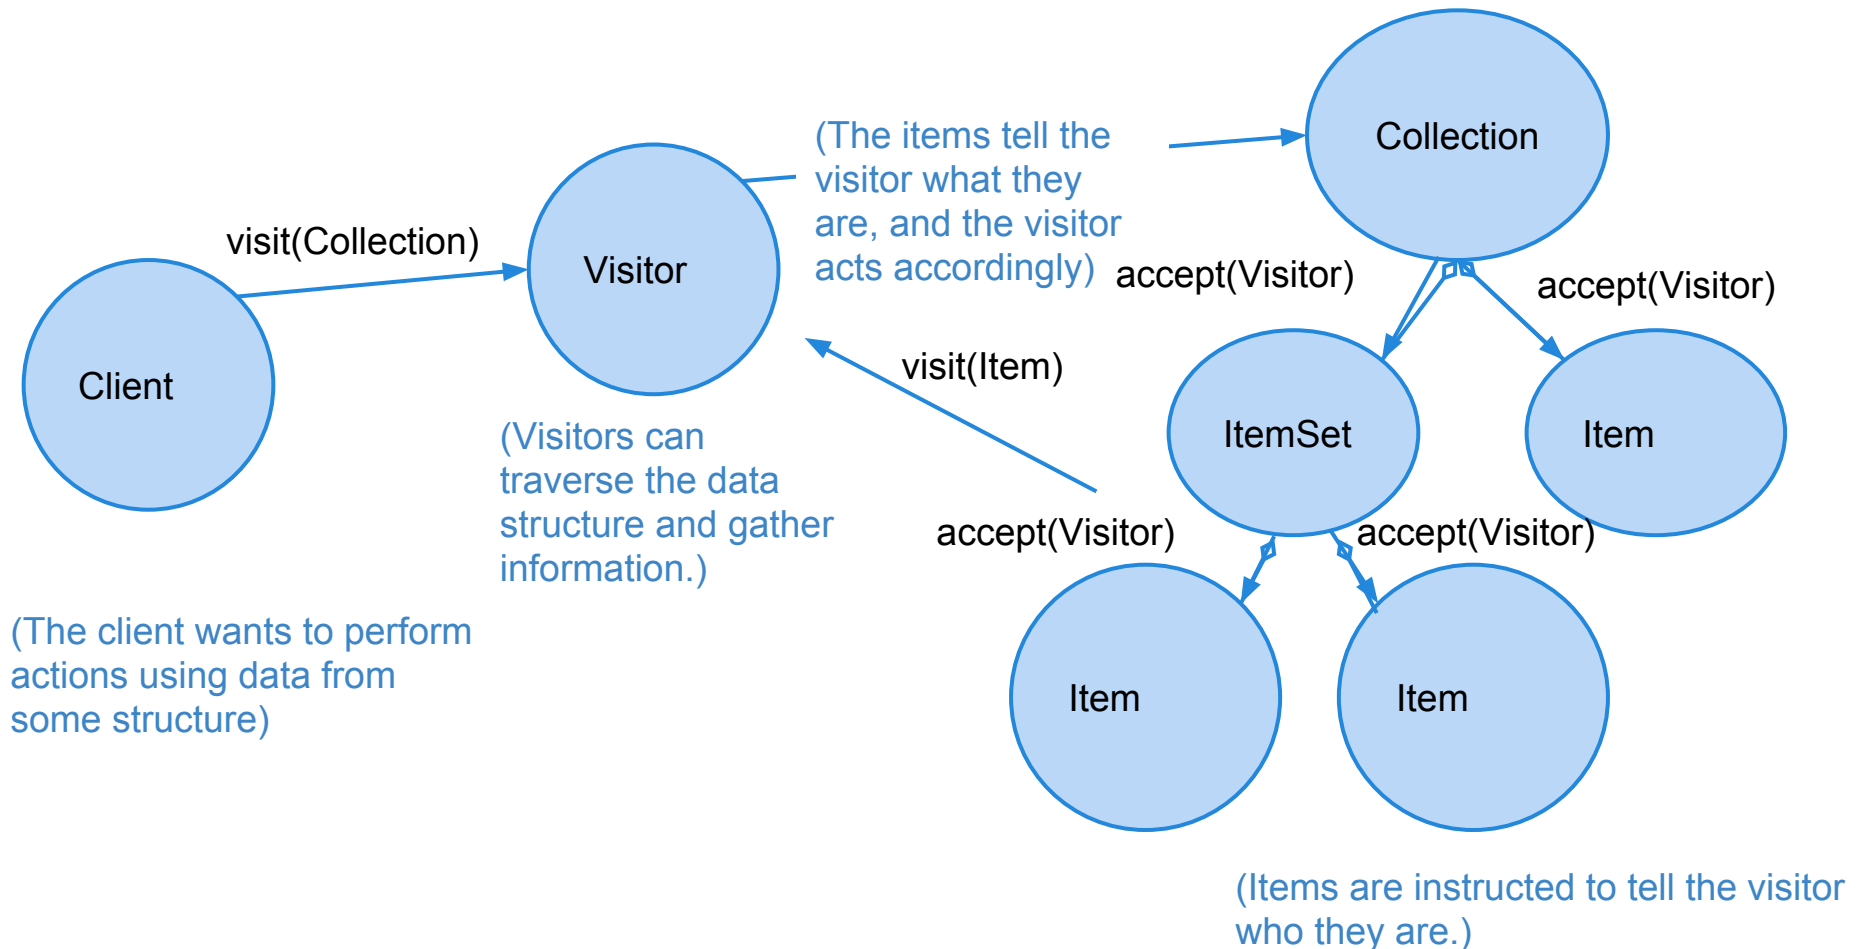 (The items tell the
visitor what they
are, and the visitor
acts accordingly)
Collection
visit(Collection)
Visitor
accept(Visitor)
accept(Visitor)
Client
visit(Item)
ItemSet
Item
(Visitors can
traverse the data
structure and gather
information.)
accept(Visitor)
accept(Visitor)
(The client wants to perform
actions using data from
some structure)
Item
Item
(Items are instructed to tell the visitor
who they are.)